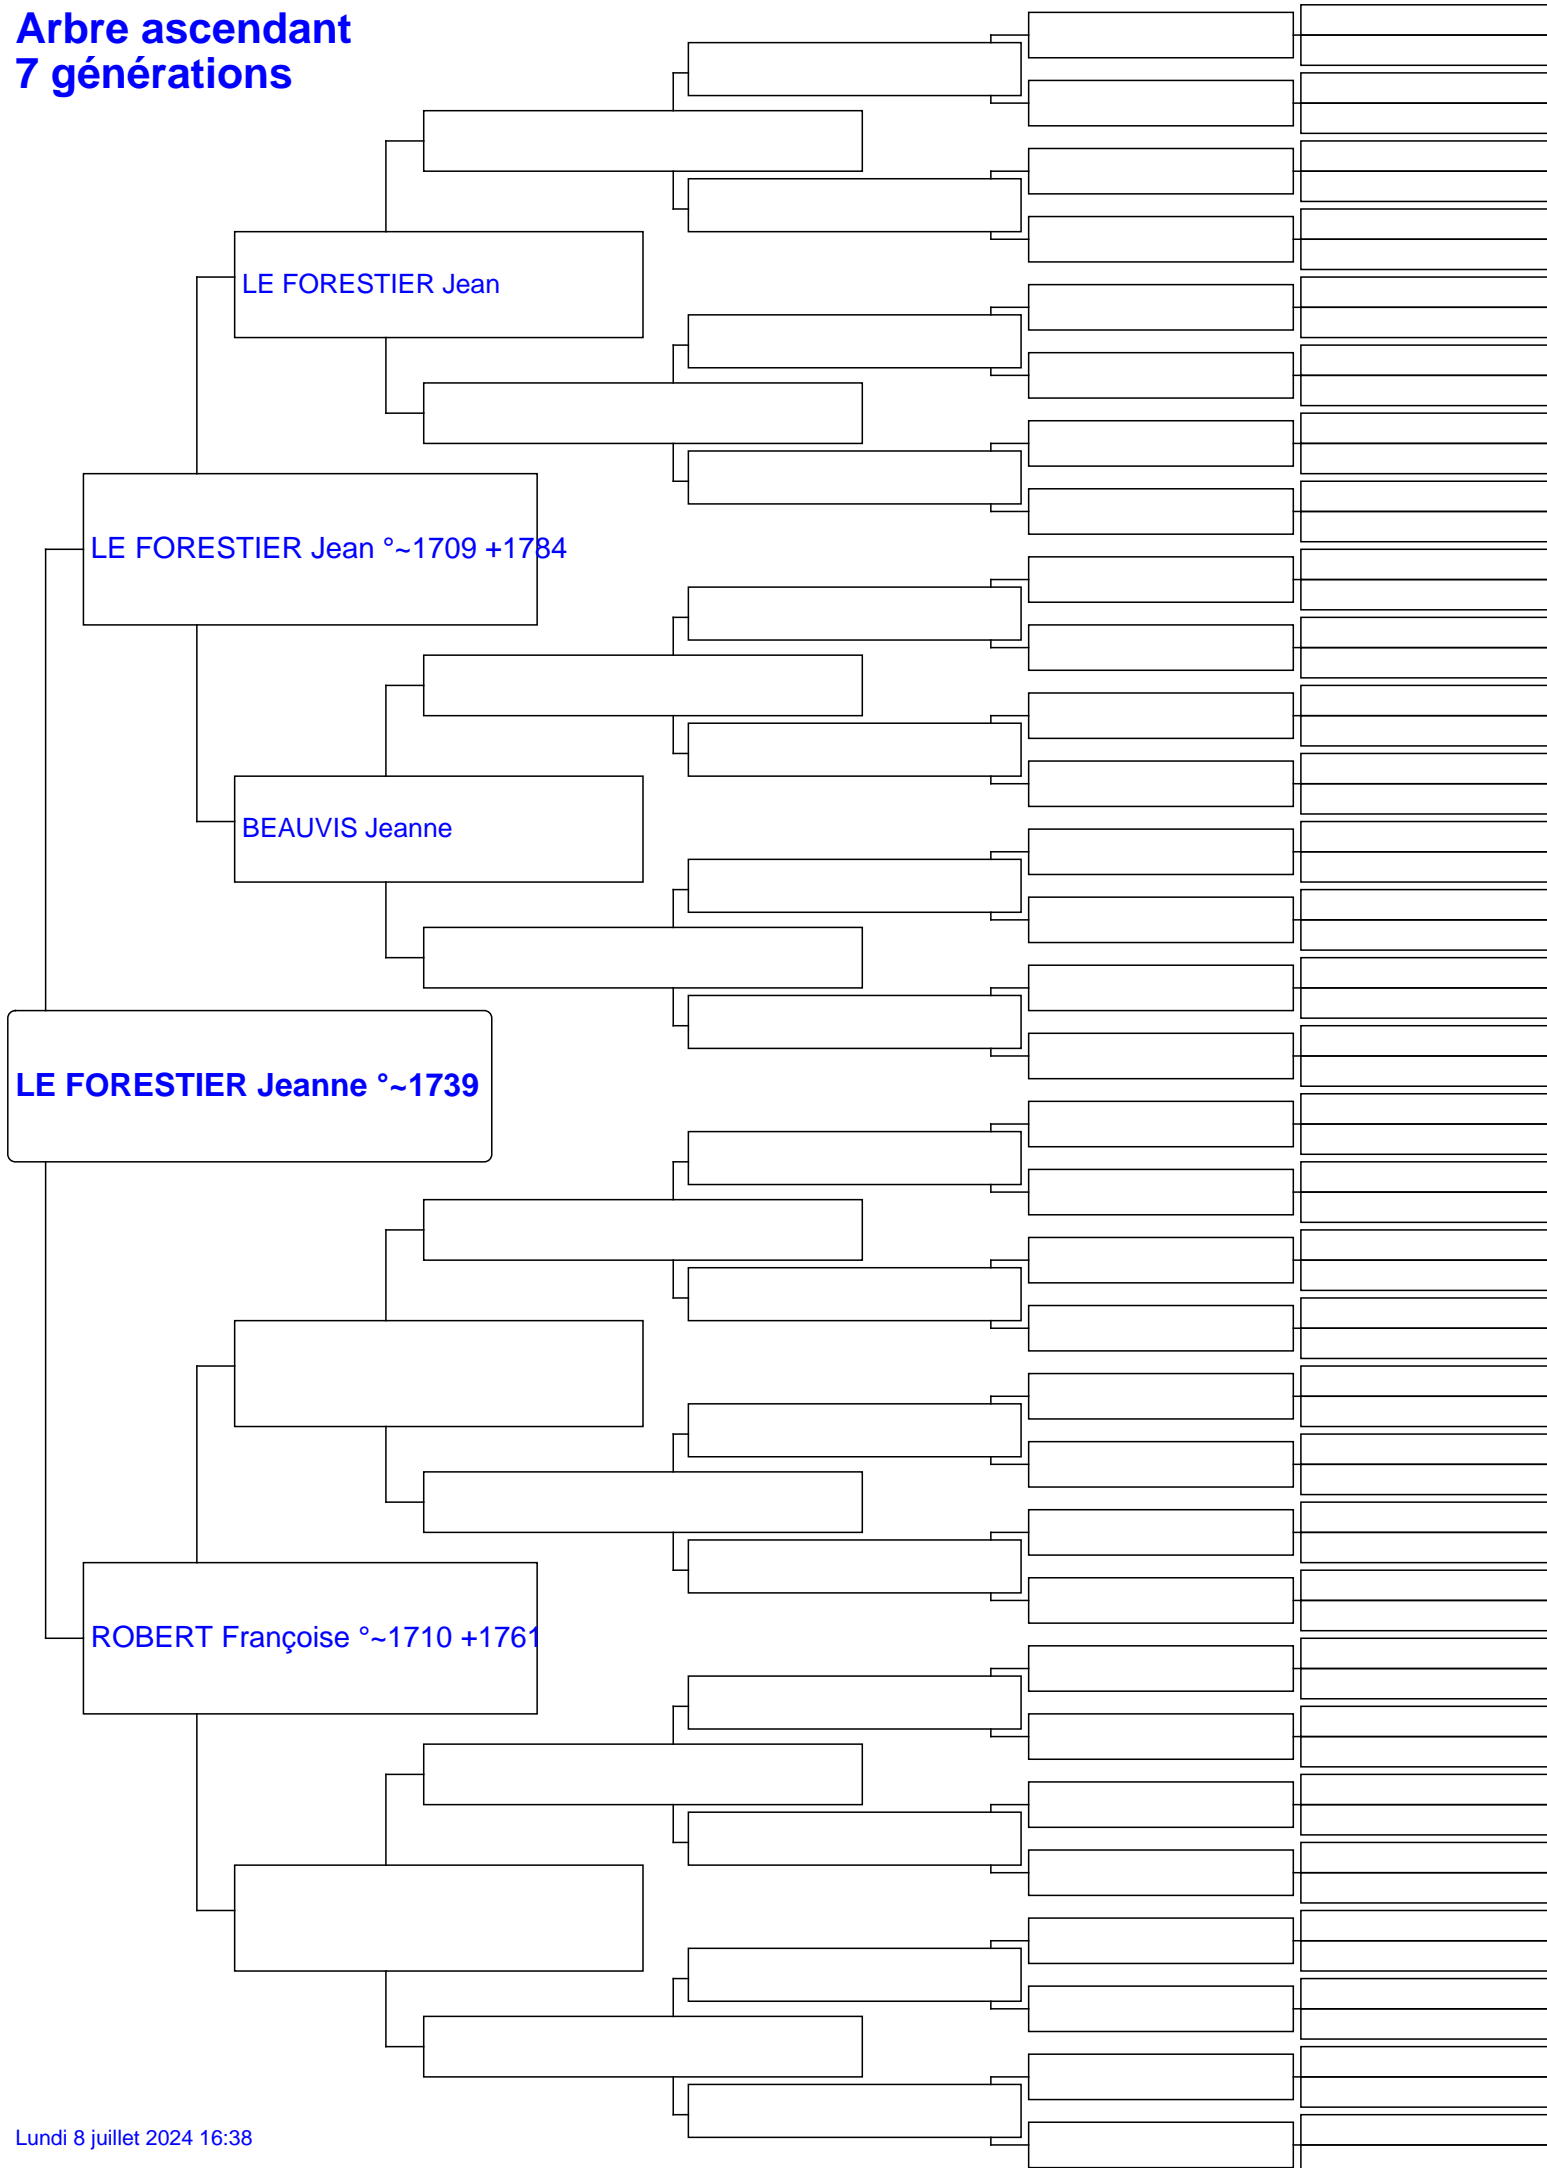 Arbre ascendant
7 générations
LE FORESTIER Jean
LE FORESTIER Jean °~1709 +1784
BEAUVIS Jeanne
LE FORESTIER Jeanne °~1739
ROBERT Françoise °~1710 +1761
Lundi 8 juillet 2024 16:38